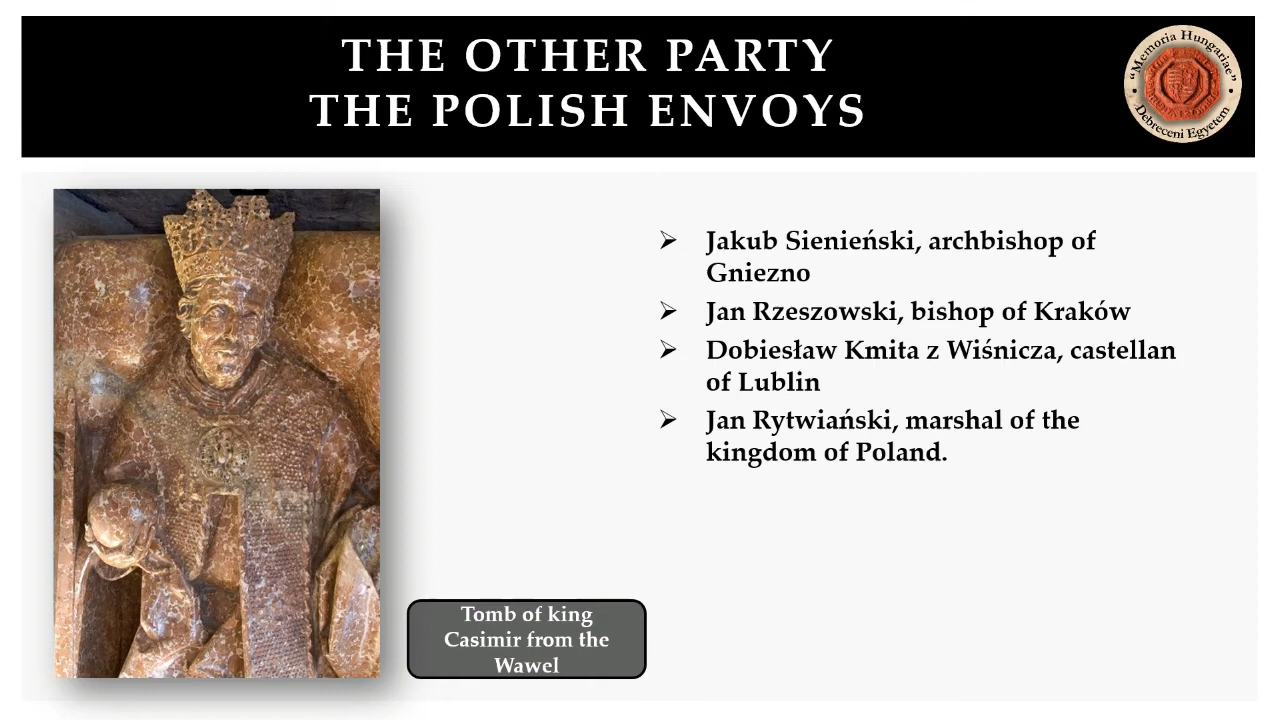 THE OTHER PARTY
THE POLISH ENVOYS
"Memoria Hungariae"
Debreceni Egyetem
➢ Jakub Sienieński, archbishop of
Gniezno
➢ Jan Rzeszowski, bishop of Kraków
➢ Dobiesław Kmita z Wiśnicza, castellan
of Lublin
➢ Jan Rytwiański, marshal of the
kingdom of Poland.
Tomb of king
Casimir from the
Wawel